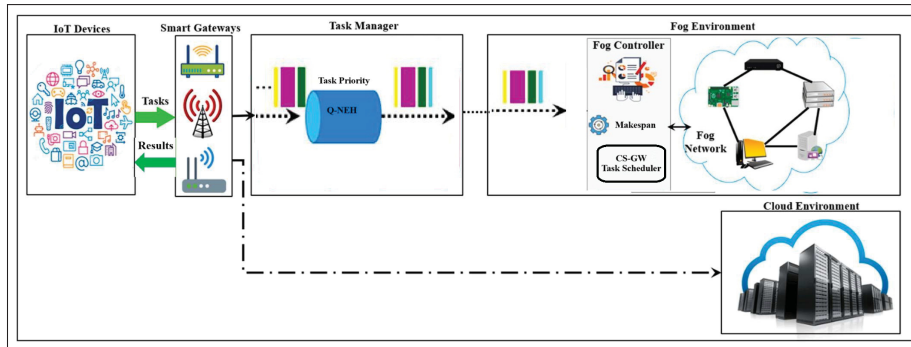 IoT Devices
Smart Gateways
Task Manager
Fog Environment
Fog Controller
Task Priority
IoT
Tasks
Q-NEH
Results
Makespan
Fog
Network
CS-GW
Task Scheduler
Cloud Environment